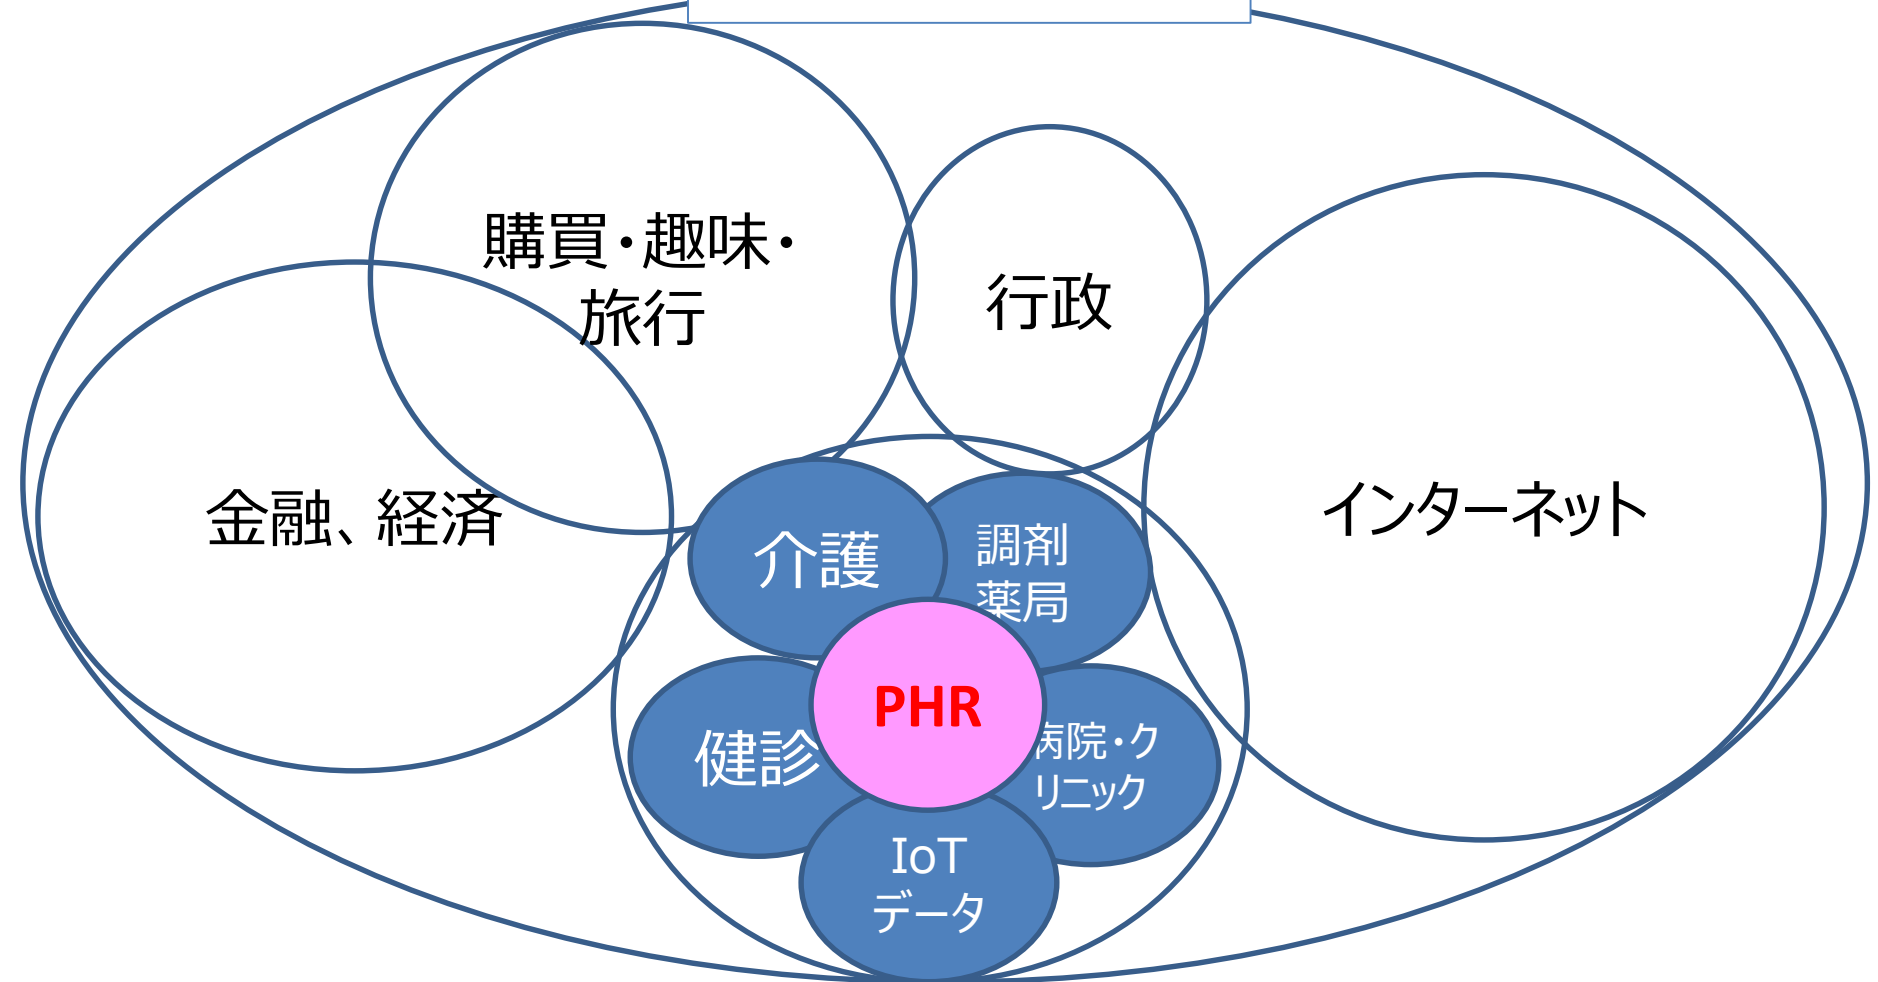 購買・趣味・
旅行
行政
金融、経済
インターネット
介護
調剤
薬局
PHR
健診
病院・ク
リニック
IoT
データ